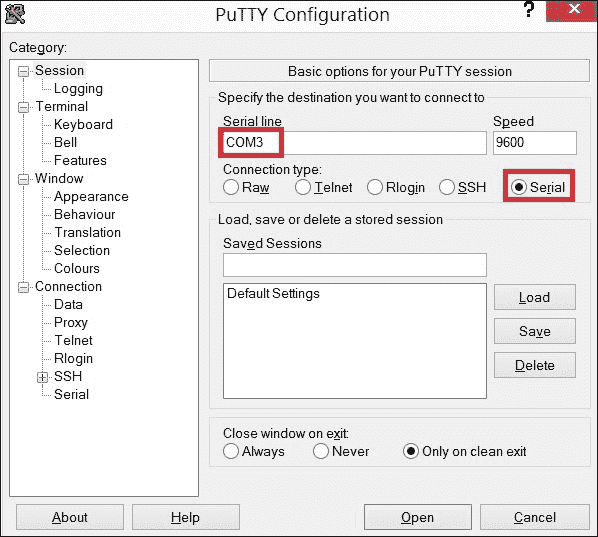 PuTTY Configuration
?
X
Category:
Session
Logging
Terminal
Keyboard
Bell
Features
Window
Appearance
Behaviour
Translation
Selection
Colours
Connection
Data
Proxy
Telnet
Rlogin
SSH
Serial
Basic options for your PuTTY session
Specify the destination you want to connect to
Serial line Speed
COM3 9600
Connection type:
Raw Telnet Rlogin SSH Serial
Load, save or delete a stored session
Saved Sessions
Default Settings
Load
Save
Delete
Close window on exit:
Always Never Only on clean exit
About Help Open Cancel